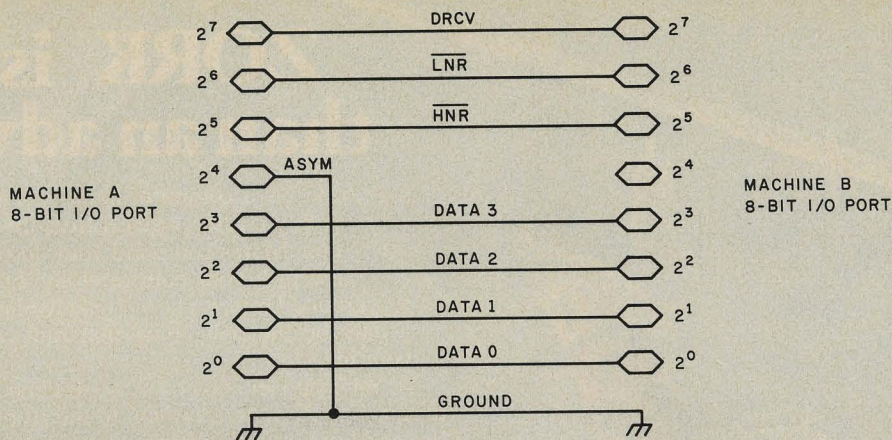 DRCV
2⁷ 2⁷
LNR
2⁶ 2⁶
HNR
2⁵ 2⁵
ASYM
2⁴ 2⁴
MACHINE A
8-BIT I/O PORT
MACHINE B
8-BIT I/O PORT
DATA 3
2³ 2³
DATA 2
2² 2²
DATA 1
2¹ 2¹
DATA 0
2⁰ 2⁰
GROUND